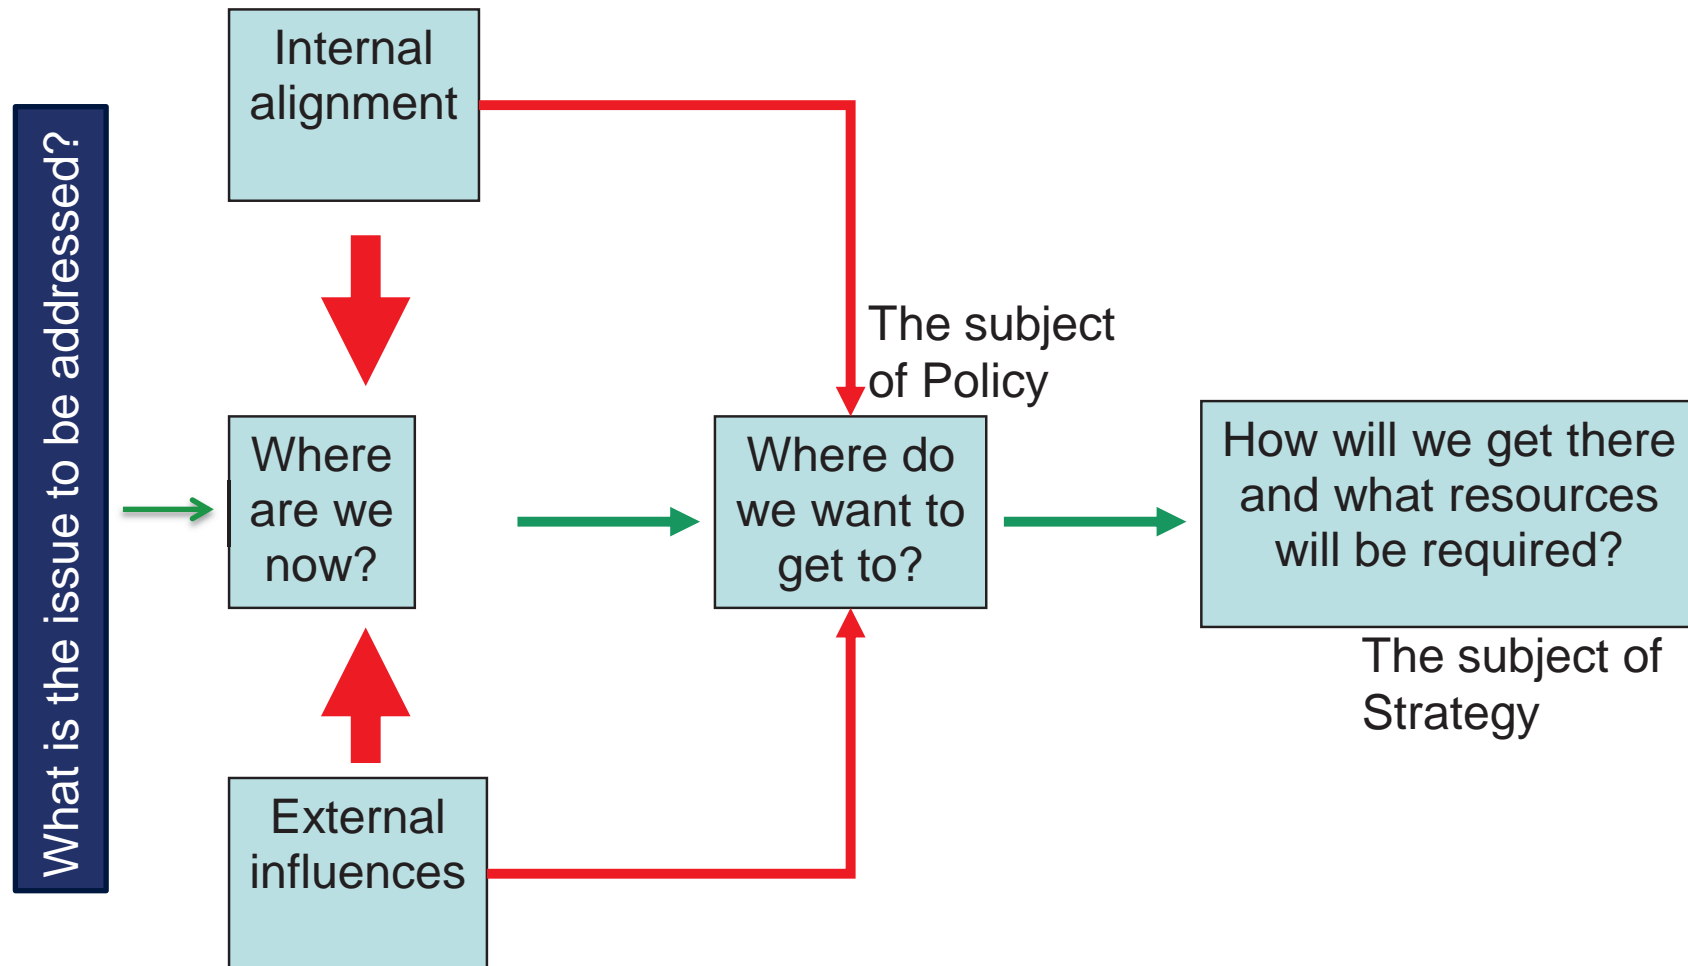 What is the issue to be addressed?
Internal
alignment
The subject
of Policy
Where
are we
now?
Where do
we want to
get to?
How will we get there
and what resources
will be required?
The subject of
Strategy
External
influences